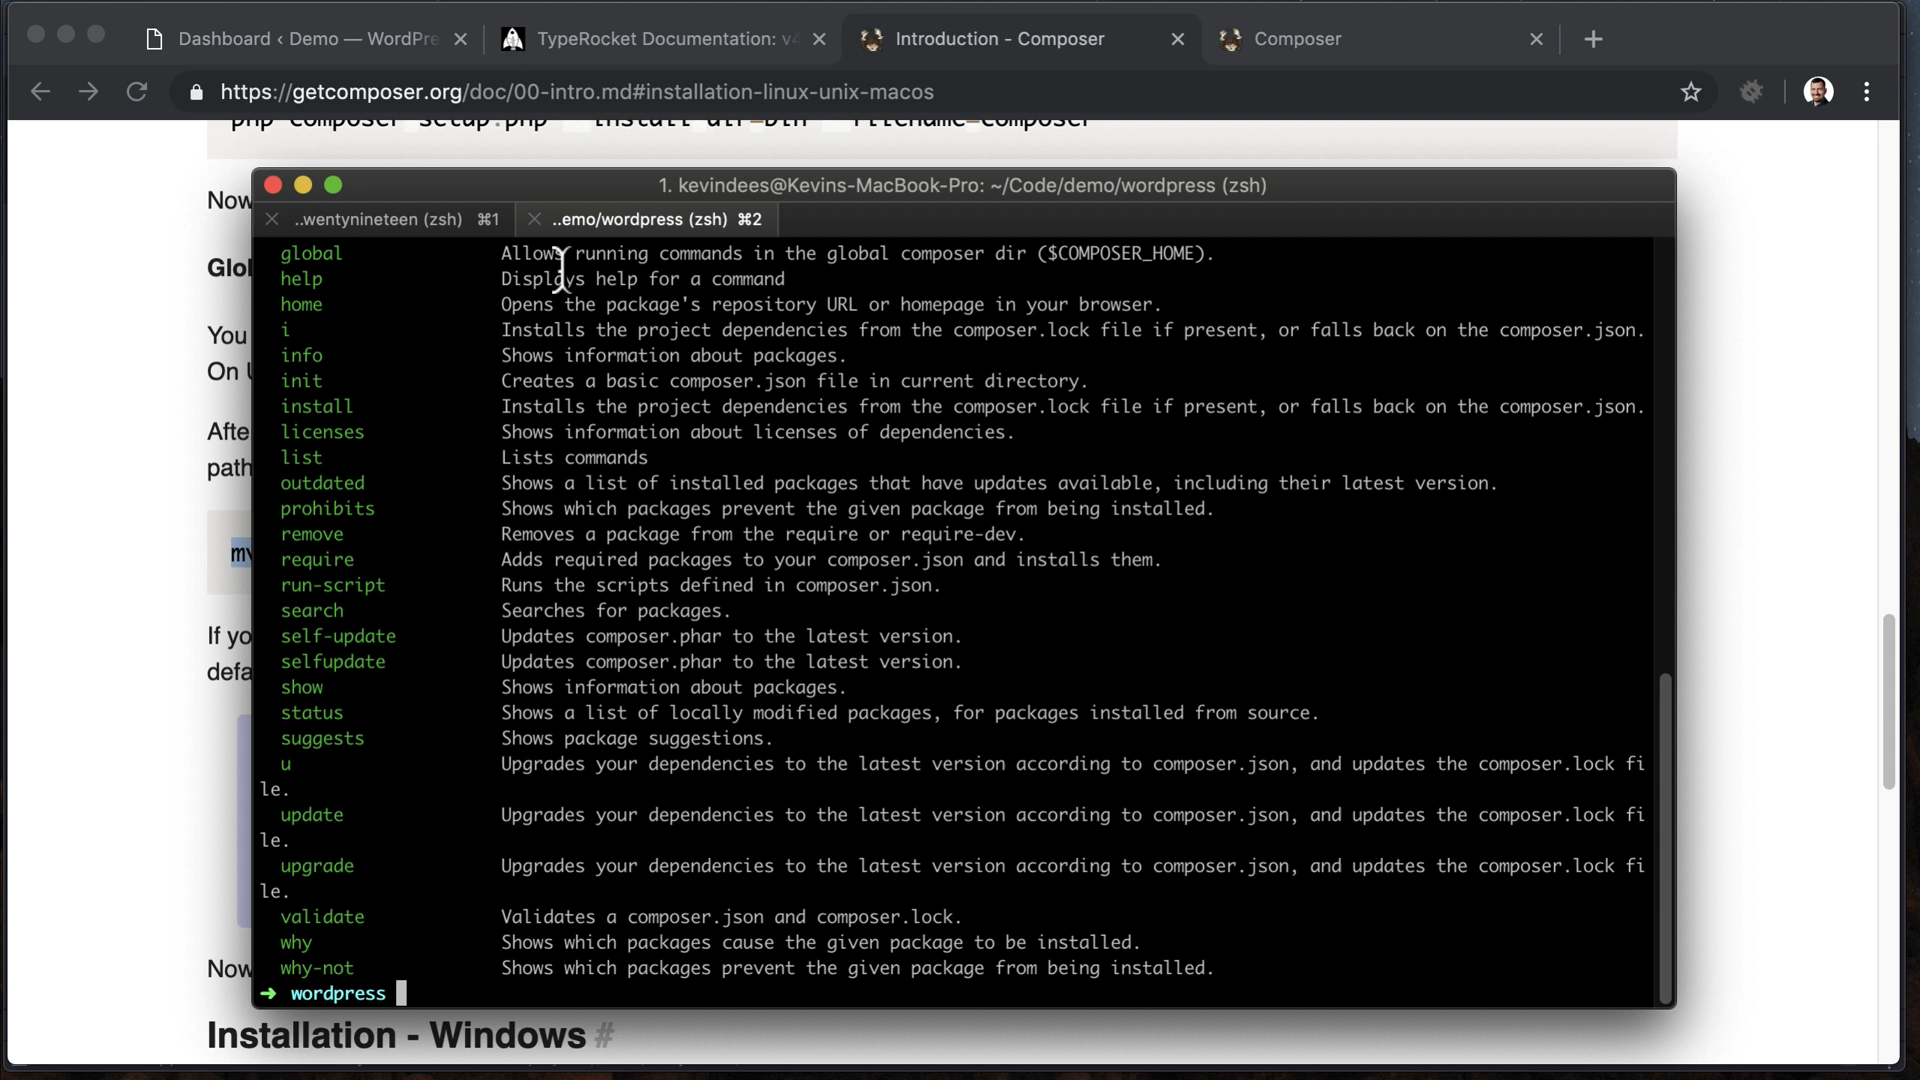 Dashboard ‹ Demo — WordPre
TypeRocket Documentation: v4
Introduction - Composer
Composer
https://getcomposer.org/doc/00-intro.md#installation-linux-unix-macos
php composer-setup.php --install-dir=bin --filename=composer
Now
1. kevindees@Kevins-MacBook-Pro: ~/Code/demo/wordpress (zsh)
..wentynineteen (zsh) ⌘1
..emo/wordpress (zsh) ⌘2
global Allows running commands in the global composer dir ($COMPOSER_HOME).
Glo
help Displays help for a command
home Opens the package's repository URL or homepage in your browser.
You
i Installs the project dependencies from the composer.lock file if present, or falls back on the composer.json.
info Shows information about packages.
On U
init Creates a basic composer.json file in current directory.
install Installs the project dependencies from the composer.lock file if present, or falls back on the composer.json.
Afte
licenses Shows information about licenses of dependencies.
list Lists commands
path
outdated Shows a list of installed packages that have updates available, including their latest version.
prohibits Shows which packages prevent the given package from being installed.
remove Removes a package from the require or require-dev.
mv
require Adds required packages to your composer.json and installs them.
run-script Runs the scripts defined in composer.json.
search Searches for packages.
If yo
self-update Updates composer.phar to the latest version.
selfupdate Updates composer.phar to the latest version.
defa
show Shows information about packages.
status Shows a list of locally modified packages, for packages installed from source.
suggests Shows package suggestions.
u Upgrades your dependencies to the latest version according to composer.json, and updates the composer.lock fi
le.
update Upgrades your dependencies to the latest version according to composer.json, and updates the composer.lock fi
le.
upgrade Upgrades your dependencies to the latest version according to composer.json, and updates the composer.lock fi
le.
validate Validates a composer.json and composer.lock.
why Shows which packages cause the given package to be installed.
Now
why-not Shows which packages prevent the given package from being installed.
➜ wordpress
Installation - Windows #